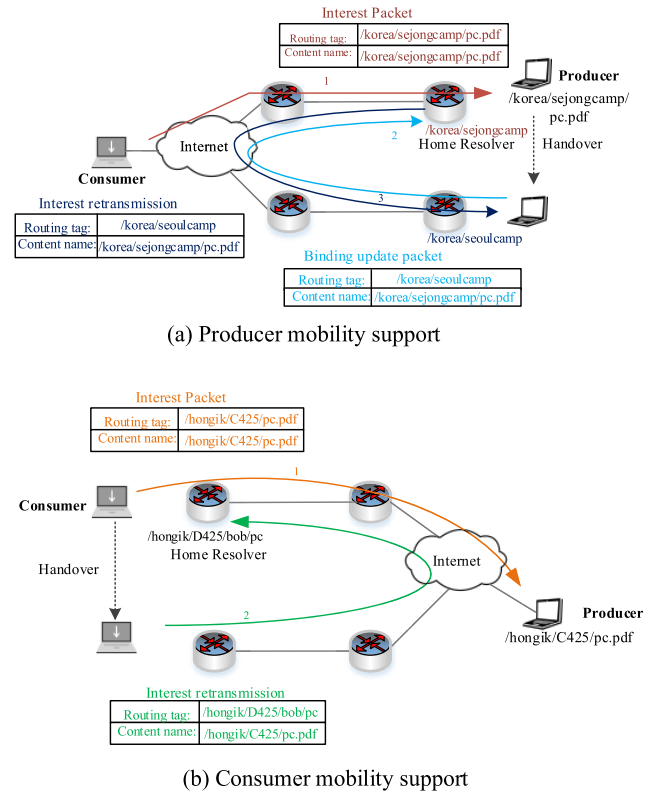 Interest Packet
Routing tag: /korea/sejongcamp/pc.pdf
Content name: /korea/sejongcamp/pc.pdf
1
Producer
/korea/sejongcamp/
pc.pdf
/korea/sejongcamp
Home Resolver
2
Handover
Internet
Consumer
Interest retransmission
Routing tag: /korea/seoulcamp
Content name: /korea/sejongcamp/pc.pdf
3
/korea/seoulcamp
Binding update packet
Routing tag: /korea/seoulcamp
Content name: /korea/sejongcamp/pc.pdf
(a) Producer mobility support
Interest Packet
Routing tag: /hongik/C425/pc.pdf
Content name: /hongik/C425/pc.pdf
1
Consumer
/hongik/D425/bob/pc
Home Resolver
Handover
Internet
Producer
/hongik/C425/pc.pdf
2
Interest retransmission
Routing tag: /hongik/D425/bob/pc
Content name: /hongik/C425/pc.pdf
(b) Consumer mobility support